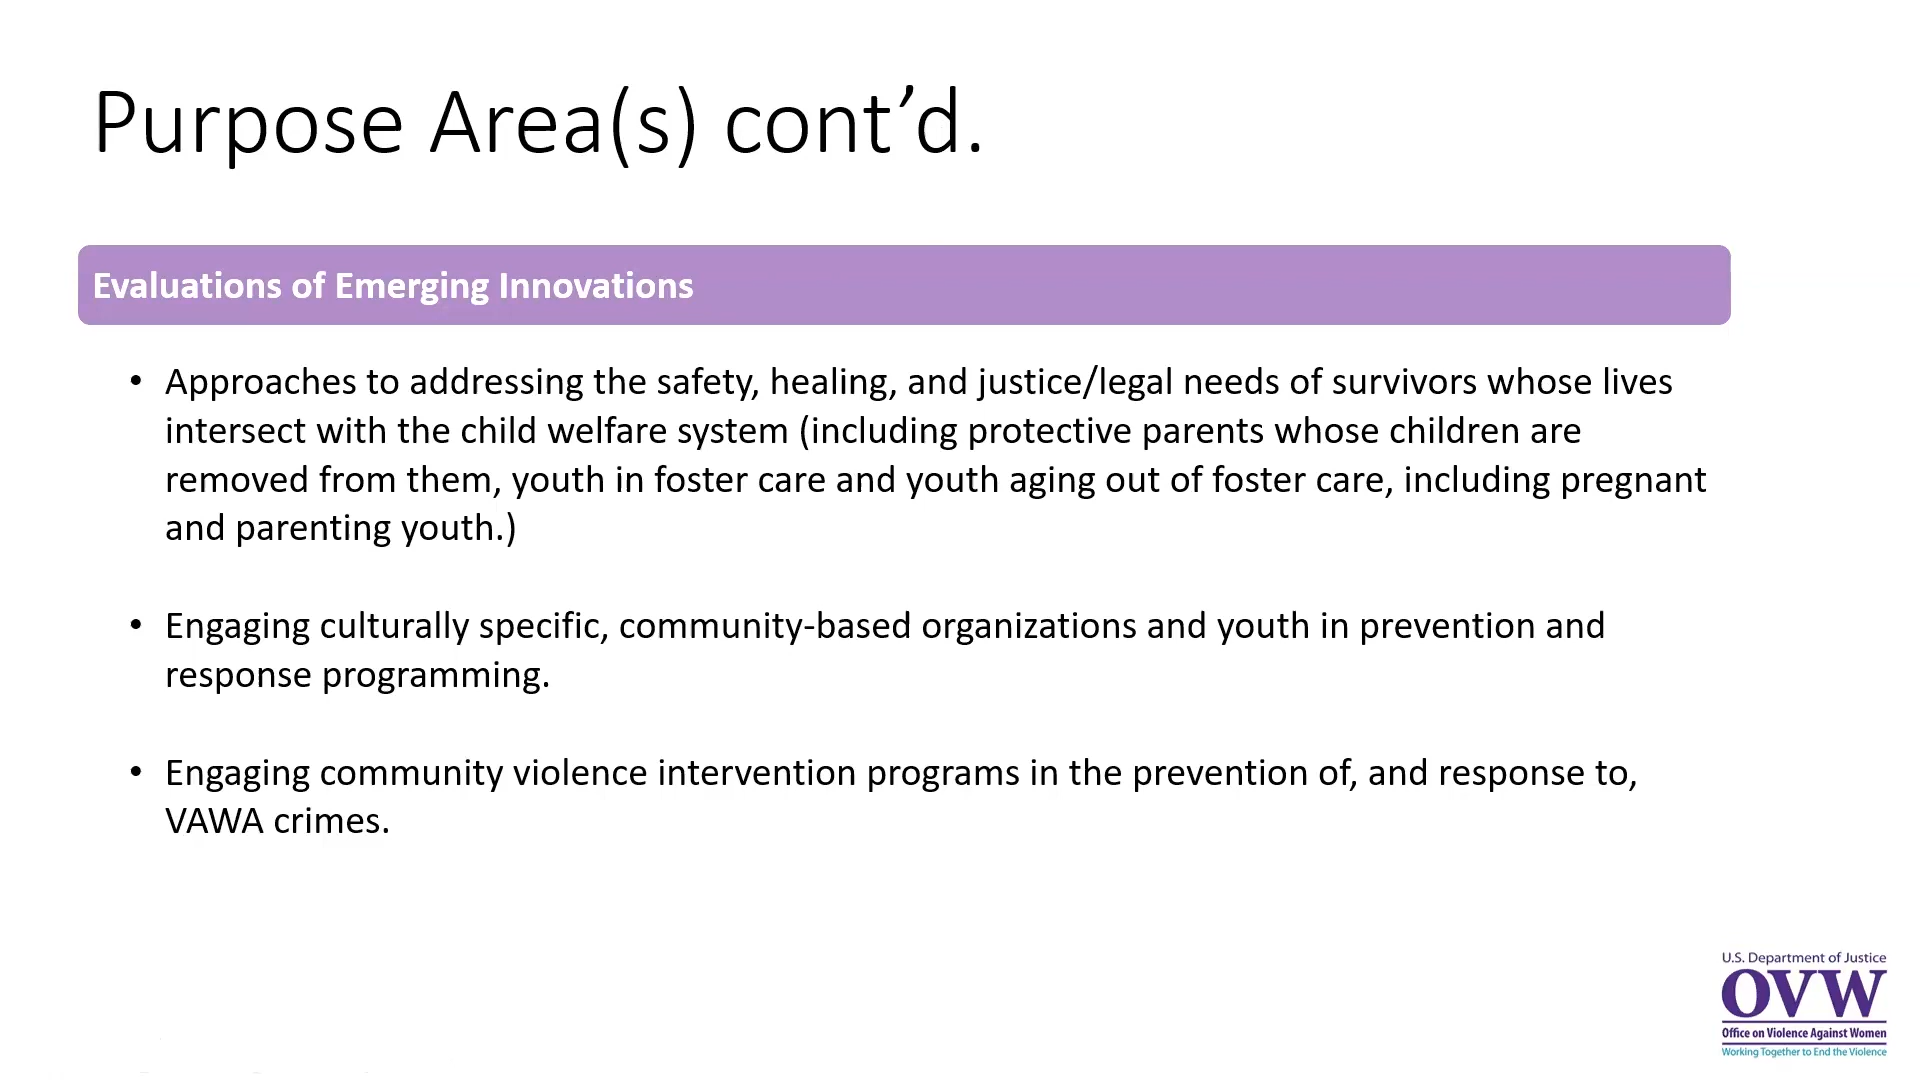 Purpose Area(s) cont’d.
Evaluations of Emerging Innovations
• Approaches to addressing the safety, healing, and justice/legal needs of survivors whose lives
intersect with the child welfare system (including protective parents whose children are
removed from them, youth in foster care and youth aging out of foster care, including pregnant
and parenting youth.)
• Engaging culturally specific, community-based organizations and youth in prevention and
response programming.
• Engaging community violence intervention programs in the prevention of, and response to,
VAWA crimes.
U.S. Department of Justice
OVW
Office on Violence Against Women
Working Together to End the Violence